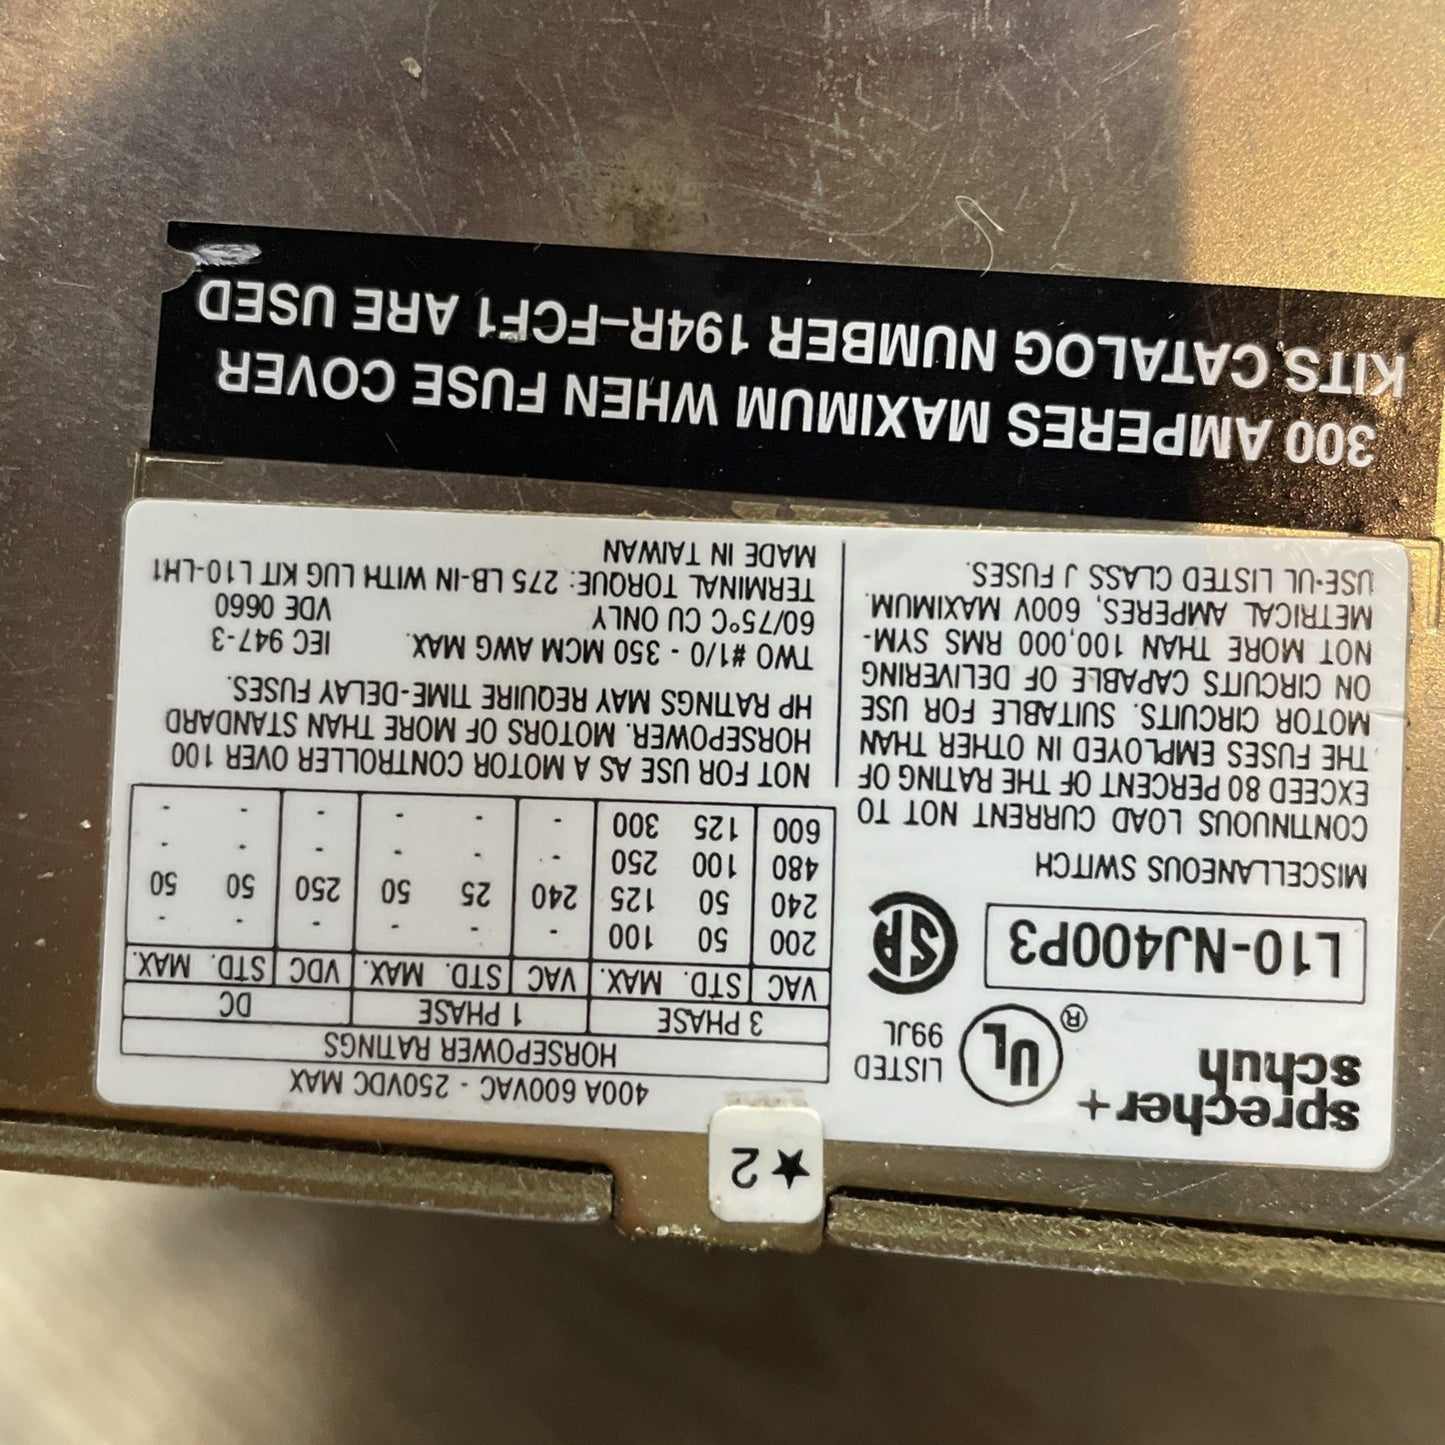 ★2
sprecher+
schuh
UL
®
LISTED
99JL
L10-NJ400P3
SA
MISCELLANEOUS SWITCH
CONTINUOUS LOAD CURRENT NOT TO
EXCEED 80 PERCENT OF THE RATING OF
THE FUSES EMPLOYED IN OTHER THAN
MOTOR CIRCUITS. SUITABLE FOR USE
ON CIRCUITS CAPABLE OF DELIVERING
NOT MORE THAN 100,000 RMS SYM-
METRICAL AMPERES, 600V MAXIMUM.
USE-UL LISTED CLASS J FUSES.
400A 600VAC - 250VDC MAX
HORSEPOWER RATINGS
3 PHASE 1 PHASE DC
VAC STD. MAX. VAC STD. MAX. VDC STD. MAX.
200 50 100 - - - - - -
240 50 125 240 25 50 250 50 50
480 100 250 - - - - - -
600 125 300 - - - - - -
NOT FOR USE AS A MOTOR CONTROLLER OVER 100
HORSEPOWER. MOTORS OF MORE THAN STANDARD
HP RATINGS MAY REQUIRE TIME-DELAY FUSES.
TWO #1/0 - 350 MCM AWG MAX. IEC 947-3
60/75°C CU ONLY VDE 0660
TERMINAL TORQUE: 275 LB-IN WITH LUG KIT L10-LH1
MADE IN TAIWAN
300 AMPERES MAXIMUM WHEN FUSE COVER
KITS, CATALOG NUMBER 194R-FCF1 ARE USED